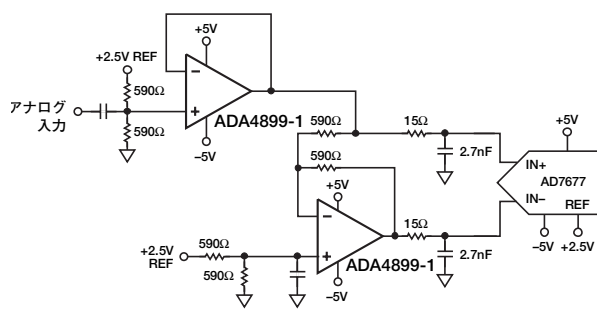 +5V
+2.5V REF
590Ω
アナログ
入力
590Ω
ADA4899-1
–5V
590Ω
15Ω
590Ω
2.7nF
+5V
IN+
AD7677
IN–
REF
–5V
+2.5V
+5V
15Ω
+2.5V
REF
590Ω
590Ω
ADA4899-1
2.7nF
–5V